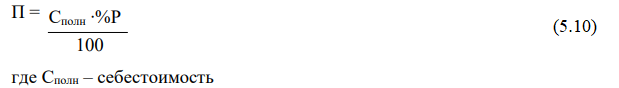 П = Сполн ·%Р
100
(5.10)
где Сполн – себестоимость